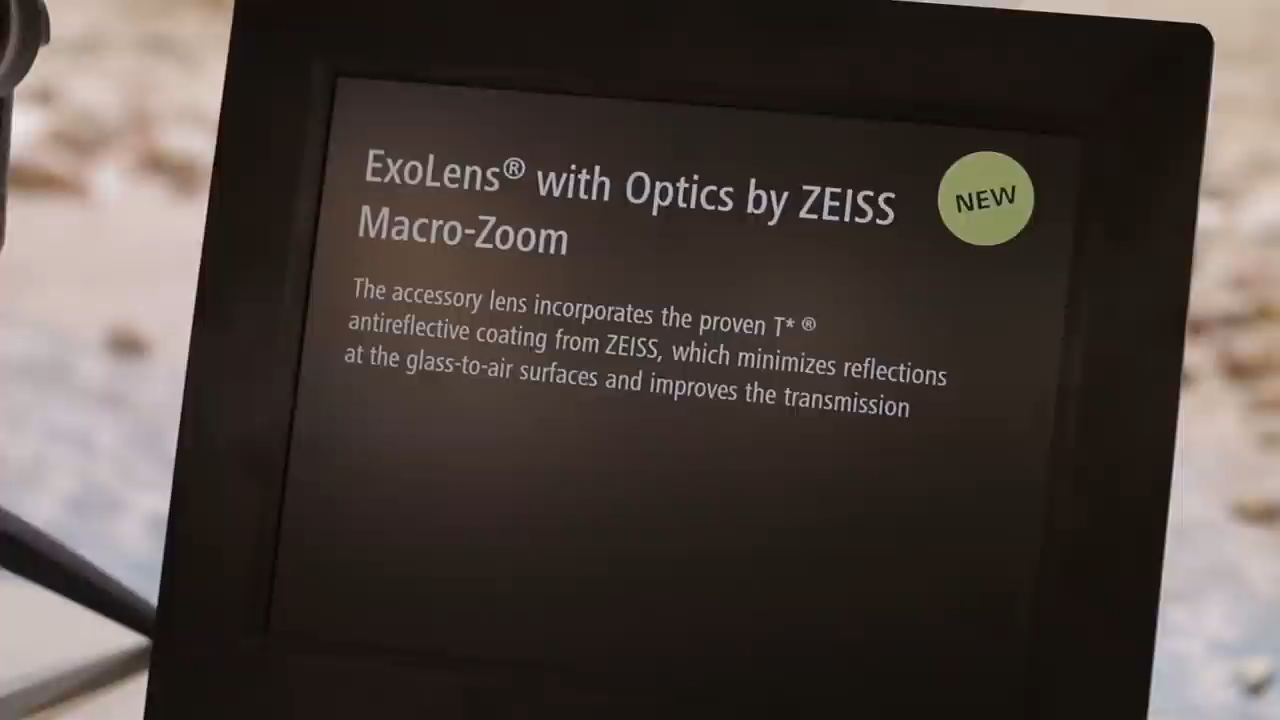 ExoLens® with Optics by ZEISS
Macro-Zoom
NEW
The accessory lens incorporates the proven T* ®
antireflective coating from ZEISS, which minimizes reflections
at the glass-to-air surfaces and improves the transmission